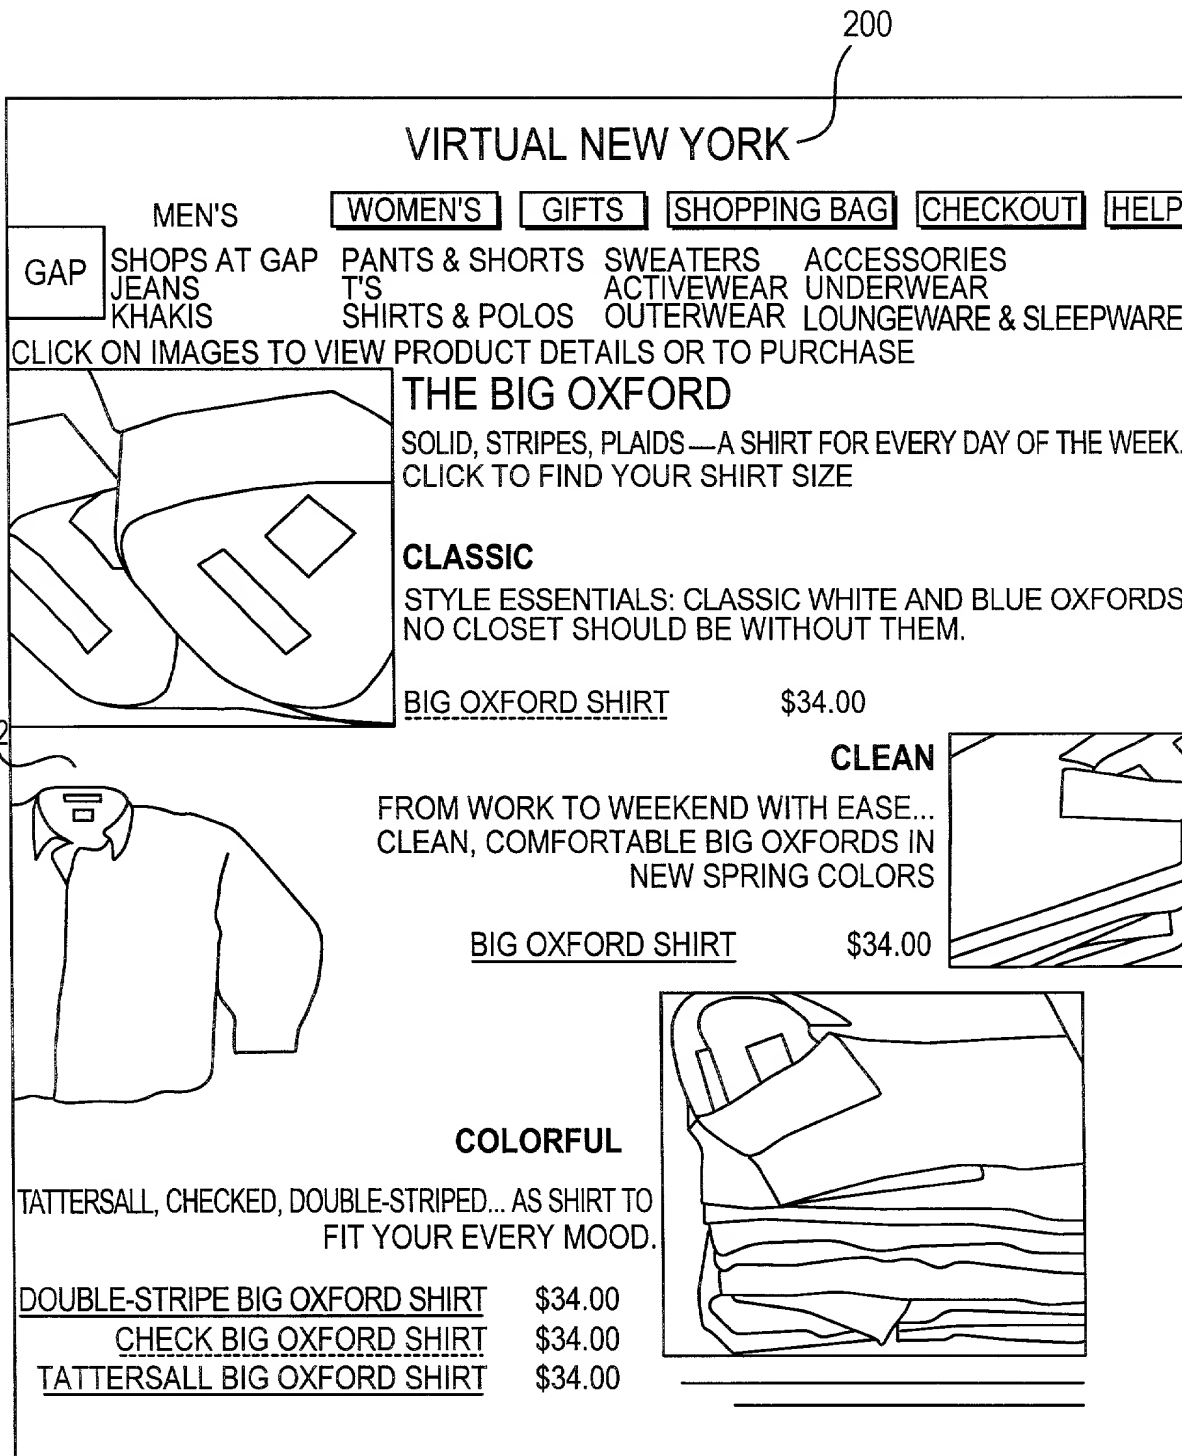 200
VIRTUAL NEW YORK
MEN'S WOMEN'S GIFTS SHOPPING BAG CHECKOUT HELP
GAP
SHOPS AT GAP PANTS & SHORTS SWEATERS ACCESSORIES
JEANS T'S ACTIVEWEAR UNDERWEAR
KHAKIS SHIRTS & POLOS OUTERWEAR LOUNGEWARE & SLEEPWARE
CLICK ON IMAGES TO VIEW PRODUCT DETAILS OR TO PURCHASE
THE BIG OXFORD
SOLID, STRIPES, PLAIDS—A SHIRT FOR EVERY DAY OF THE WEEK.
CLICK TO FIND YOUR SHIRT SIZE
CLASSIC
STYLE ESSENTIALS: CLASSIC WHITE AND BLUE OXFORDS
NO CLOSET SHOULD BE WITHOUT THEM.
BIG OXFORD SHIRT $34.00
CLEAN
FROM WORK TO WEEKEND WITH EASE...
CLEAN, COMFORTABLE BIG OXFORDS IN
NEW SPRING COLORS
BIG OXFORD SHIRT $34.00
COLORFUL
TATTERSALL, CHECKED, DOUBLE-STRIPED... AS SHIRT TO
FIT YOUR EVERY MOOD.
DOUBLE-STRIPE BIG OXFORD SHIRT $34.00
CHECK BIG OXFORD SHIRT $34.00
TATTERSALL BIG OXFORD SHIRT $34.00